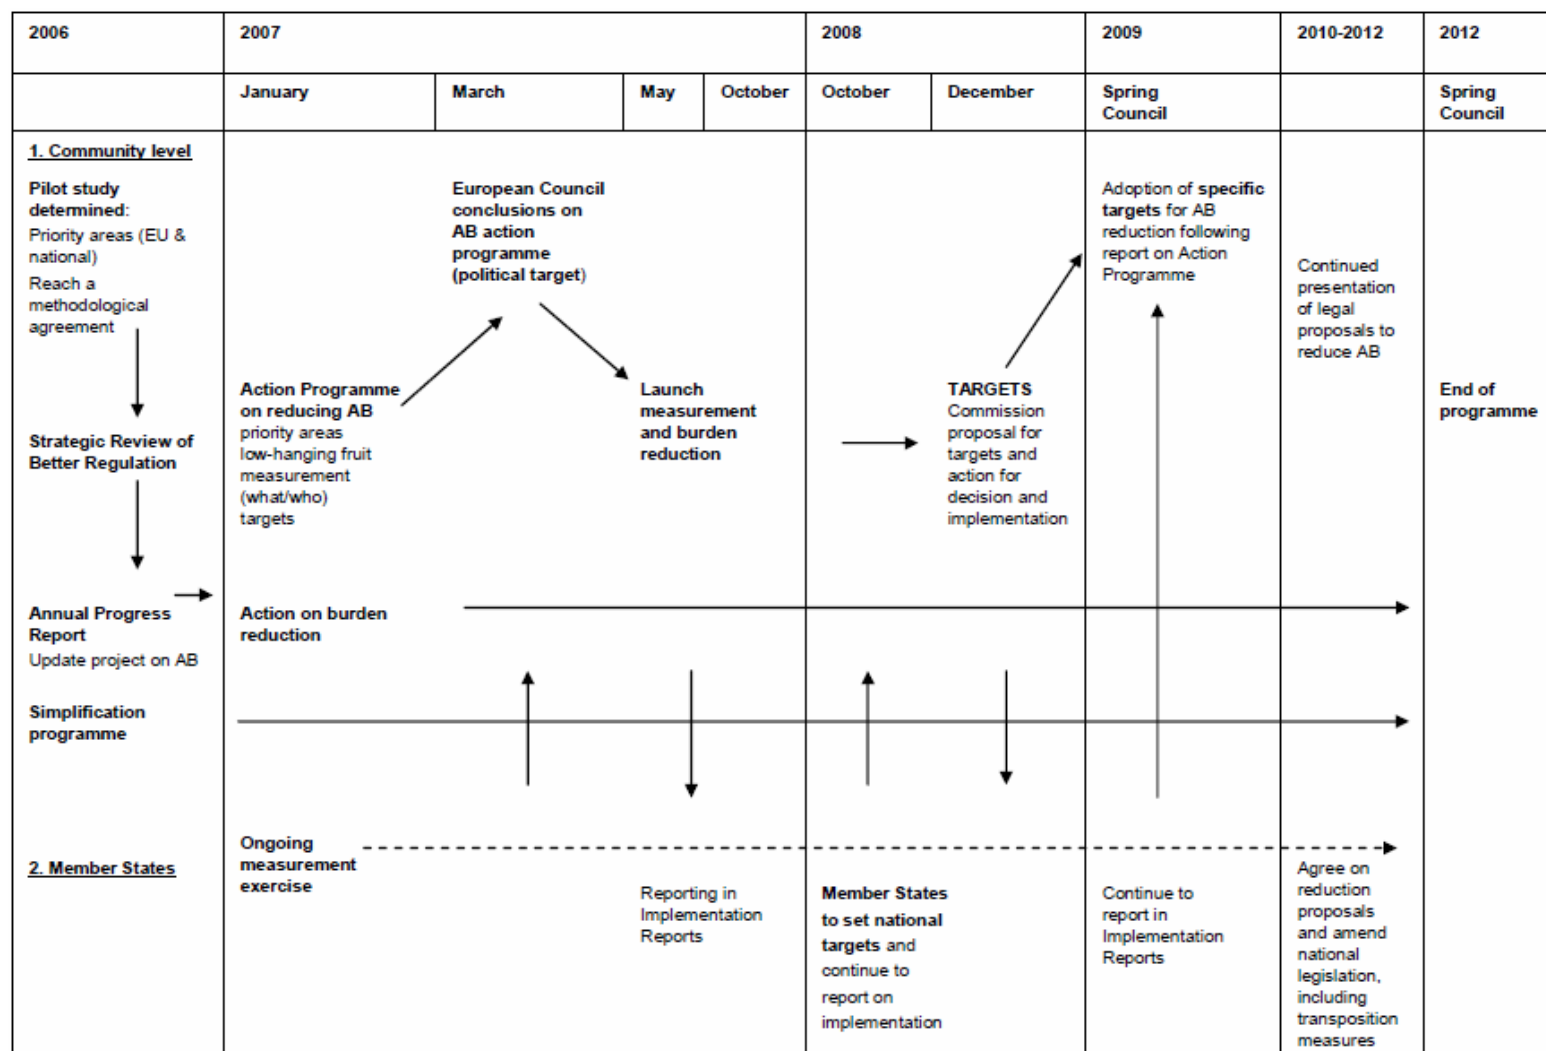 2006
2007
2008
2009
2010-2012
2012
January
March
May
October
October
December
Spring
Council
Spring
Council
1. Community level
Pilot study
determined:
Priority areas (EU &
national)
Reach a
methodological
agreement
Strategic Review of
Better Regulation
Annual Progress
Report
Update project on AB
Simplification
programme
2. Member States
Action Programme
on reducing AB
priority areas
low-hanging fruit
measurement
(what/who)
targets
Action on burden
reduction
Ongoing
measurement
exercise
European Council
conclusions on
AB action
programme
(political target)
Launch
measurement
and burden
reduction
Reporting in
Implementation
Reports
Member States
to set national
targets and
continue to
report on
implementation
TARGETS
Commission
proposal for
targets and
action for
decision and
implementation
Adoption of specific
targets for AB
reduction following
report on Action
Programme
Continue to
report in
Implementation
Reports
Continued
presentation
of legal
proposals to
reduce AB
Agree on
reduction
proposals
and amend
national
legislation,
including
transposition
measures
End of
programme